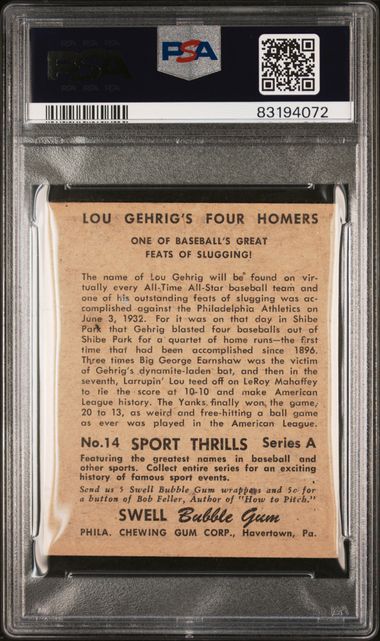 PSA
PSA
83194072
LOU GEHRIG'S FOUR HOMERS
ONE OF BASEBALL'S GREAT
FEATS OF SLUGGING!
The name of Lou Gehrig will be found on vir-
tually every All-Time All-Star baseball team and
one of his outstanding feats of slugging was ac-
complished against the Philadelphia Athletics on
June 3, 1932. For it was on that day in Shibe
Park that Gehrig blasted four baseballs out of
Shibe Park for a quartet of home runs—the first
time that had been accomplished since 1896.
Three times Big George Earnshaw was the victim
of Gehrig's dynamite-laden bat, and then in the
seventh, Larrupin' Lou teed off on LeRoy Mahaffey
to tie the score at 10-10 and make American
League history. The Yanks finally won the game,
20 to 13, as weird and free-hitting a ball game
as ever was played in the American League.
No.14 SPORT THRILLS Series A
Featuring the greatest names in baseball and
other sports. Collect entire series for an exciting
history of famous sport events.
Send us 5 Swell Bubble Gum wrappers and 5c for
a button of Bob Feller, Author of "How to Pitch."
SWELL Bubble Gum
PHILA. CHEWING GUM CORP., Havertown, Pa.